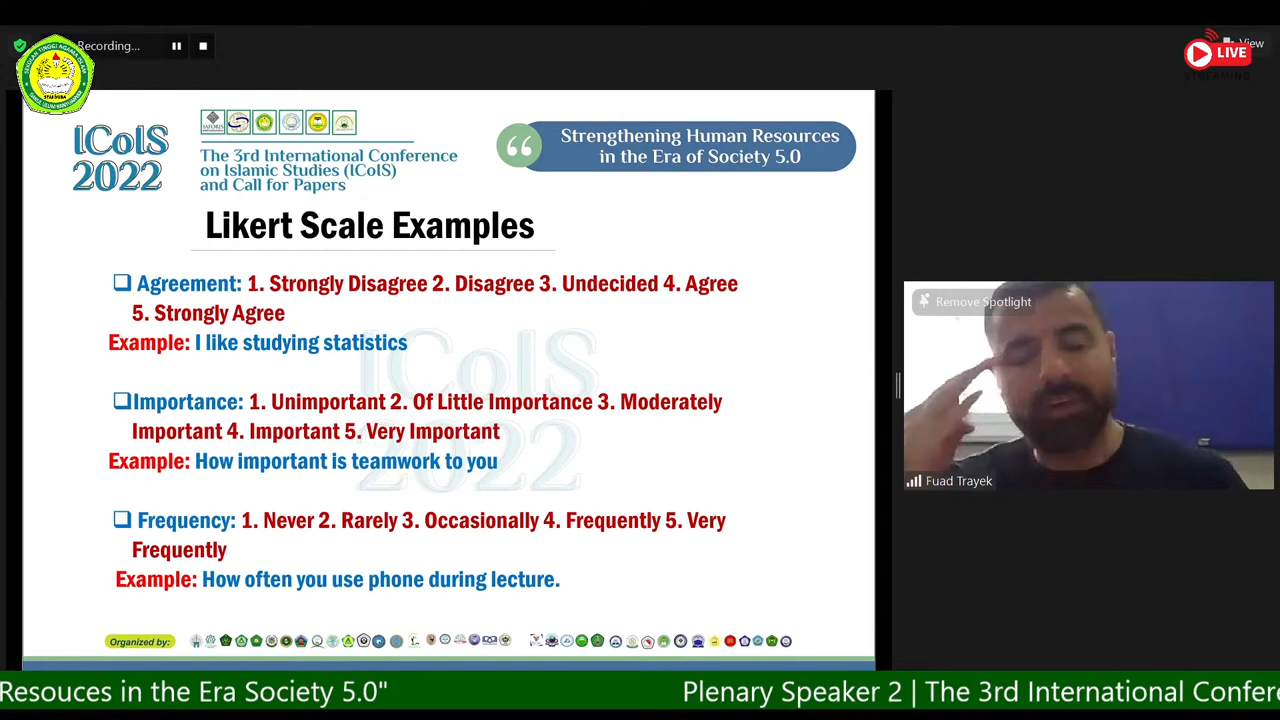 Recording...
View
LIVE
STREAMING
ICoIS
2022
The 3rd International Conference
on Islamic Studies (ICoIS)
and Call for Papers
Strengthening Human Resources
in the Era of Society 5.0
Likert Scale Examples
Agreement: 1. Strongly Disagree 2. Disagree 3. Undecided 4. Agree
5. Strongly Agree
Example: I like studying statistics
Importance: 1. Unimportant 2. Of Little Importance 3. Moderately
Important 4. Important 5. Very Important
Example: How important is teamwork to you
Frequency: 1. Never 2. Rarely 3. Occasionally 4. Frequently 5. Very
Frequently
Example: How often you use phone during lecture.
ICoIS
2022
Organized by:
Remove Spotlight
Fuad Trayek
Resouces in the Era Society 5.0"
Plenary Speaker 2 | The 3rd International Confere